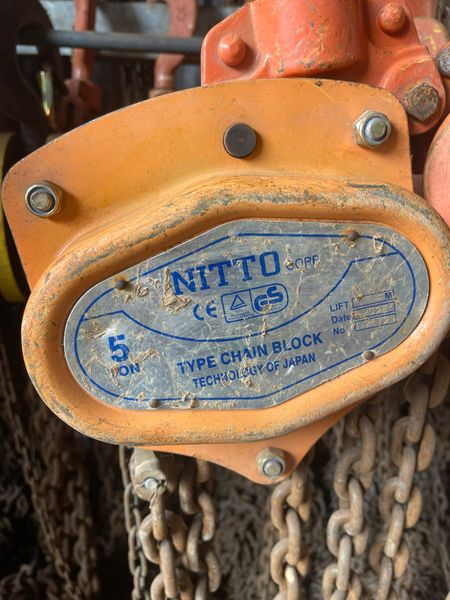 NITTO CORP
CE GS
LIFT M
Date
No
5
TON
TYPE CHAIN BLOCK
TECHNOLOGY OF JAPAN